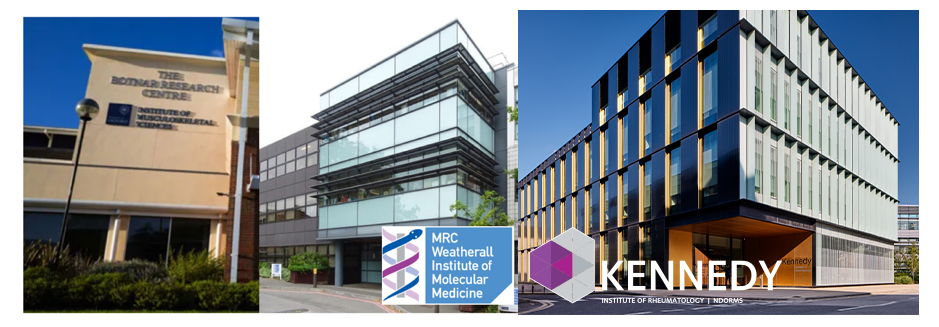 THE
BOTNAR RESEARCH
CENTRE
INSTITUTE OF
MUSCULOSKELETAL
SCIENCES
MRC
Weatherall
Institute of
Molecular
Medicine
Kennedy
KENNEDY
INSTITUTE OF RHEUMATOLOGY | NDORMS